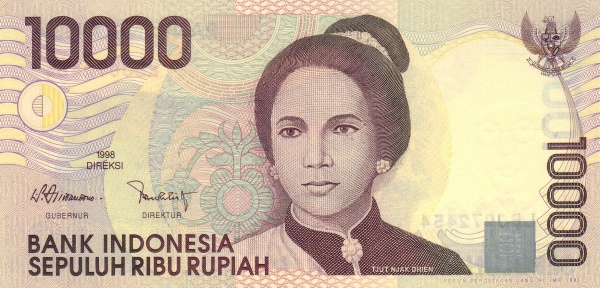 10000
1998
DIREKSI
GUBERNUR
DIREKTUR
BANK INDONESIA
SEPULUH RIBU RUPIAH
TJUT NJAK DHIEN
10000